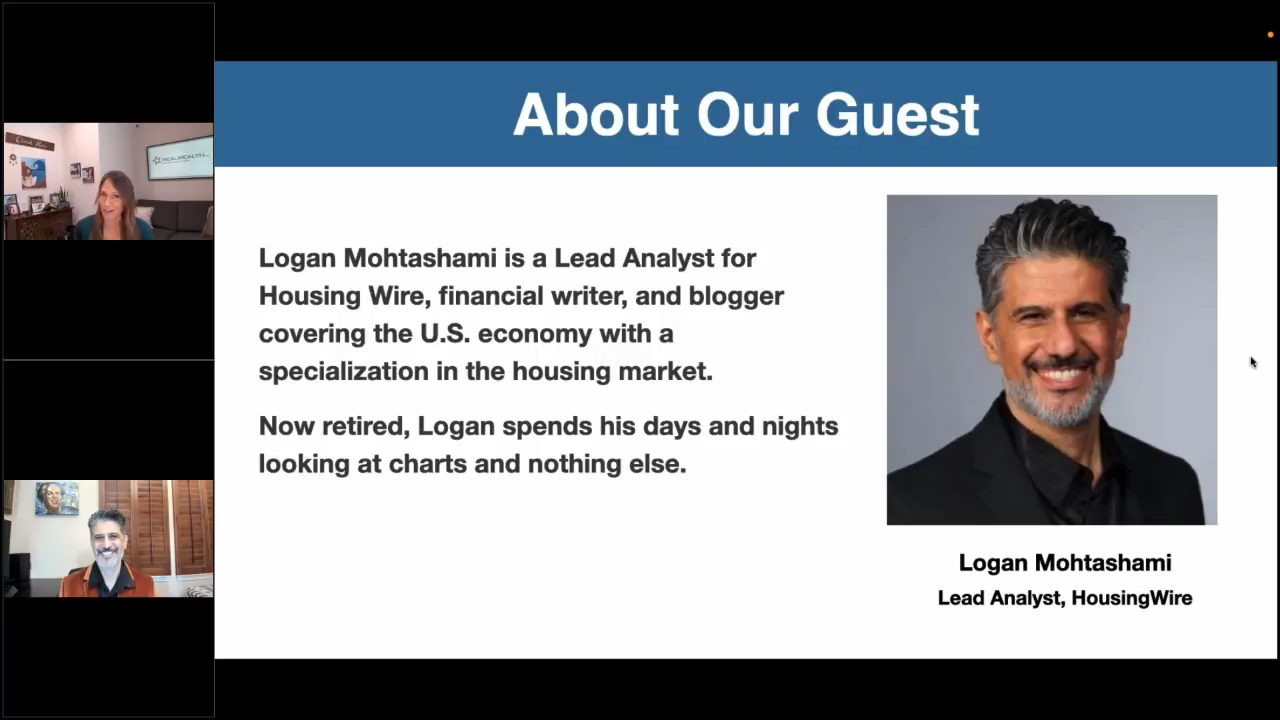 About Our Guest
Logan Mohtashami is a Lead Analyst for
Housing Wire, financial writer, and blogger
covering the U.S. economy with a
specialization in the housing market.
Now retired, Logan spends his days and nights
looking at charts and nothing else.
Logan Mohtashami
Lead Analyst, HousingWire
REALWEALTH